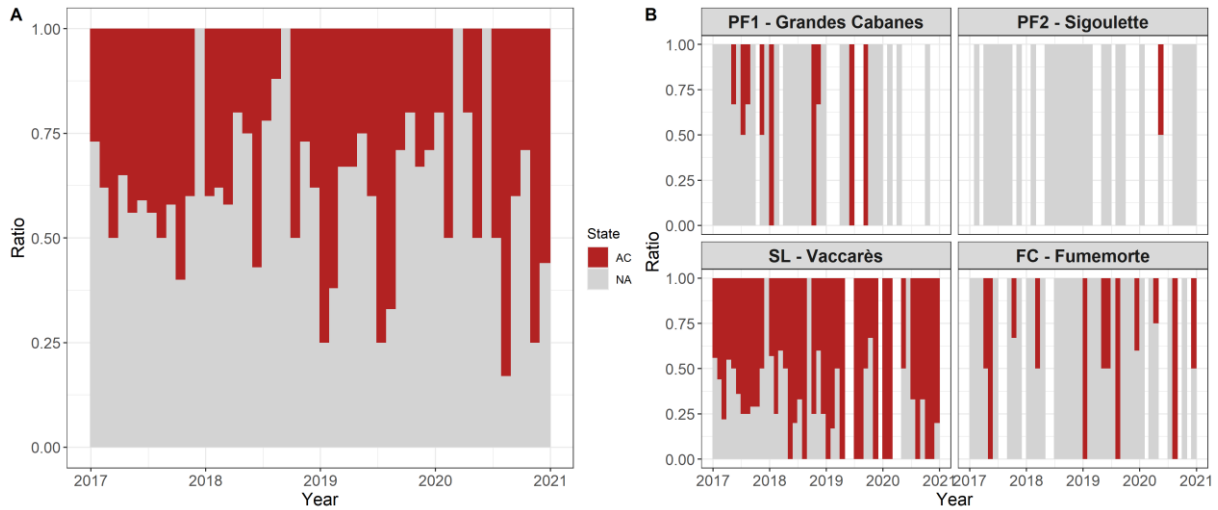 A
1.00
0.75
0.50
0.25
0.00
Ratio
2017 2018 2019 2020 2021
Year
State
AC
NA
B
PF1 - Grandes Cabanes
PF2 - Sigoulette
1.00
0.75
0.50
0.25
0.00
Ratio
SL - Vaccarès
FC - Fumemorte
1.00
0.75
0.50
0.25
0.00
2017 2018 2019 2020 2021
2017 2018 2019 2020 2021
Year